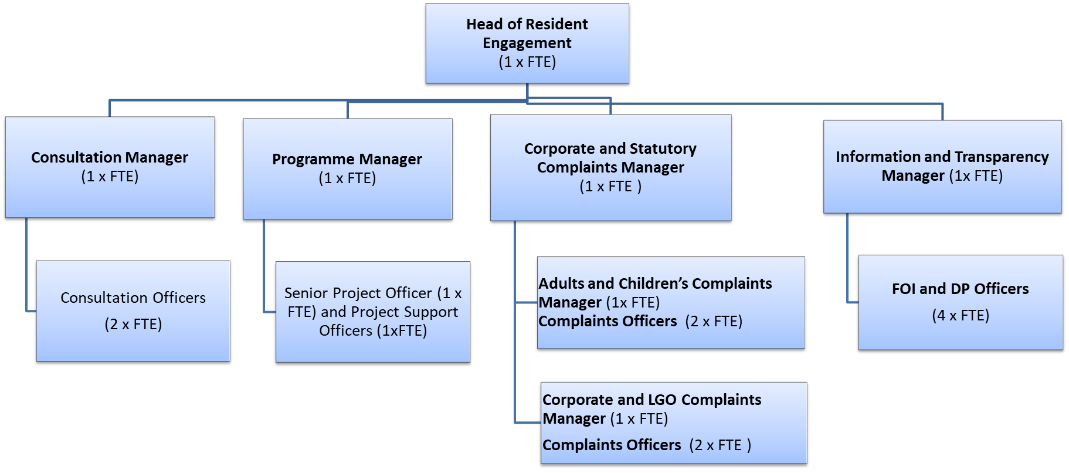 Head of Resident
Engagement
(1 x FTE)
Consultation Manager
(1 x FTE)
Programme Manager
(1 x FTE)
Corporate and Statutory
Complaints Manager
(1 x FTE )
Information and Transparency
Manager (1x FTE)
Consultation Officers
(2 x FTE)
Senior Project Officer (1 x
FTE) and Project Support
Officers (1xFTE)
Adults and Children’s Complaints
Manager (1x FTE)
Complaints Officers (2 x FTE)
FOI and DP Officers
(4 x FTE)
Corporate and LGO Complaints
Manager (1 x FTE)
Complaints Officers (2 x FTE )